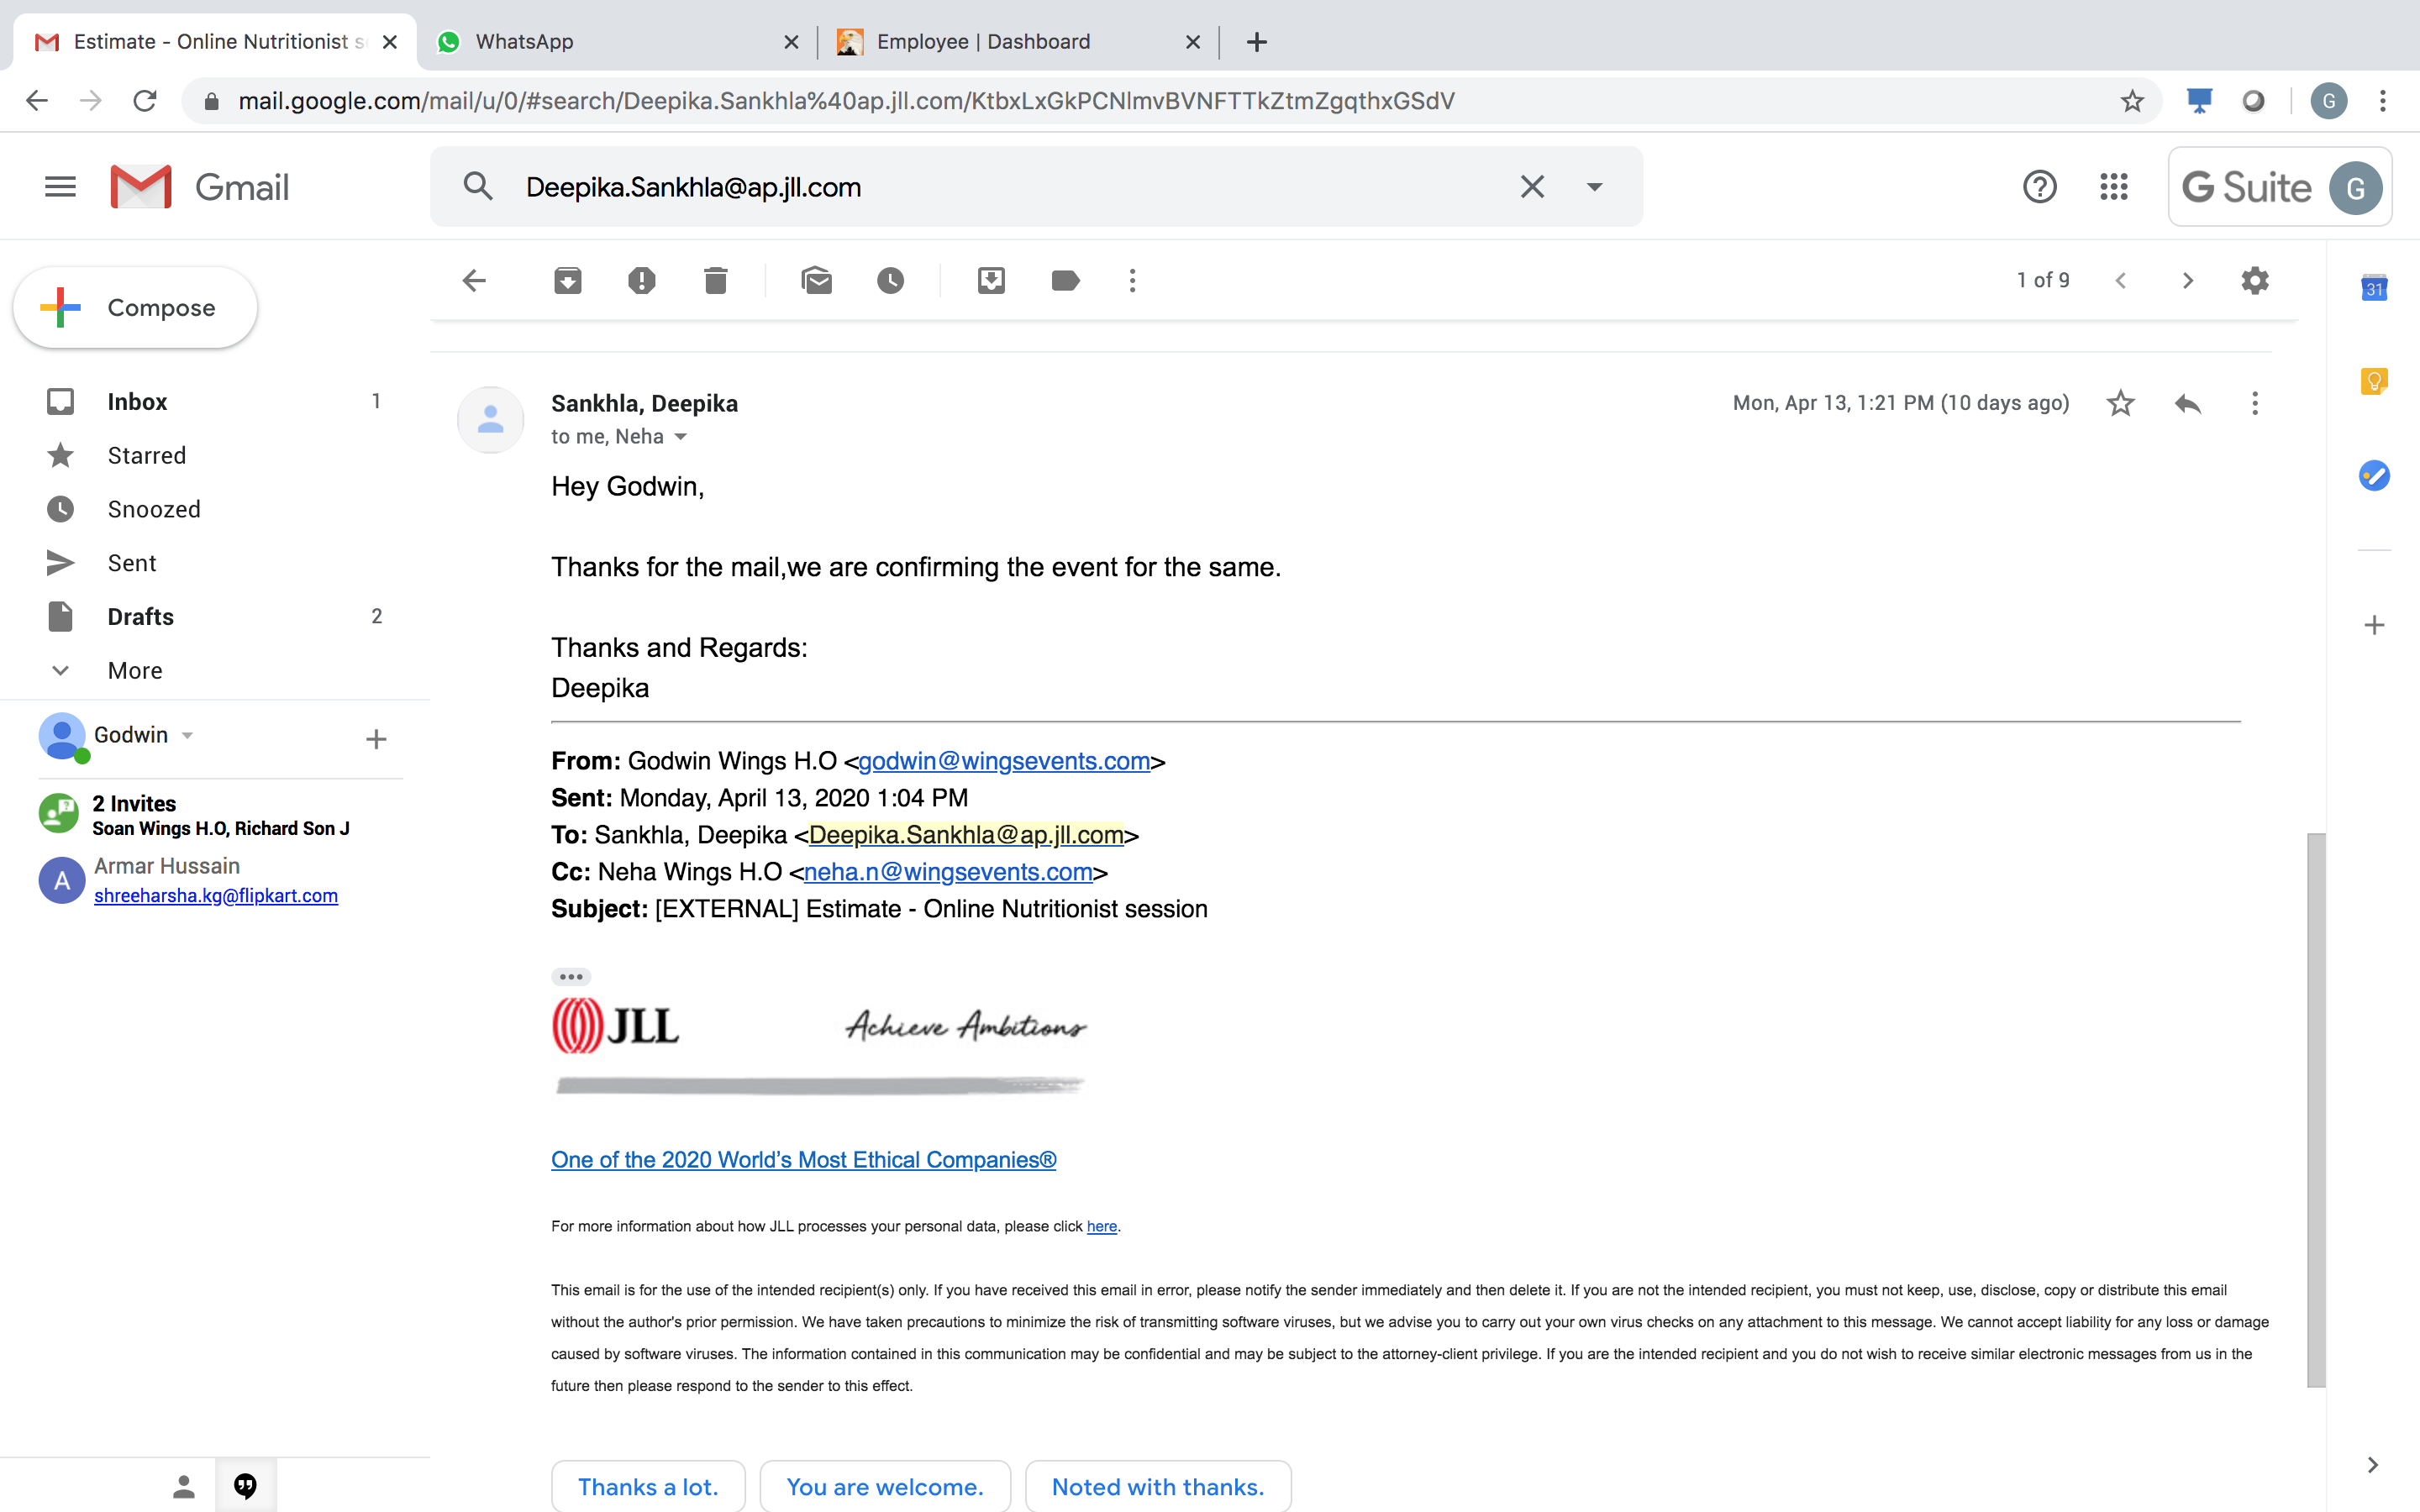 Estimate - Online Nutritionist s
WhatsApp
Employee | Dashboard
mail.google.com/mail/u/0/#search/Deepika.Sankhla%40ap.jll.com/KtbxLxGkPCNlmvBVNFTTkZtmZgqthxGSdV
G
Gmail
Deepika.Sankhla@ap.jll.com
G Suite
G
Compose
1 of 9
31
Inbox 1
Starred
Snoozed
Sent
Drafts 2
More
Godwin
2 Invites
Soan Wings H.O, Richard Son J
A
Armar Hussain
shreeharsha.kg@flipkart.com
Sankhla, Deepika
Mon, Apr 13, 1:21 PM (10 days ago)
to me, Neha
Hey Godwin,
Thanks for the mail,we are confirming the event for the same.
Thanks and Regards:
Deepika
From: Godwin Wings H.O <godwin@wingsevents.com>
Sent: Monday, April 13, 2020 1:04 PM
To: Sankhla, Deepika <Deepika.Sankhla@ap.jll.com>
Cc: Neha Wings H.O <neha.n@wingsevents.com>
Subject: [EXTERNAL] Estimate - Online Nutritionist session
JLL
Achieve Ambitions
One of the 2020 World’s Most Ethical Companies®
For more information about how JLL processes your personal data, please click here.
This email is for the use of the intended recipient(s) only. If you have received this email in error, please notify the sender immediately and then delete it. If you are not the intended recipient, you must not keep, use, disclose, copy or distribute this email
without the author's prior permission. We have taken precautions to minimize the risk of transmitting software viruses, but we advise you to carry out your own virus checks on any attachment to this message. We cannot accept liability for any loss or damage
caused by software viruses. The information contained in this communication may be confidential and may be subject to the attorney-client privilege. If you are the intended recipient and you do not wish to receive similar electronic messages from us in the
future then please respond to the sender to this effect.
Thanks a lot.
You are welcome.
Noted with thanks.